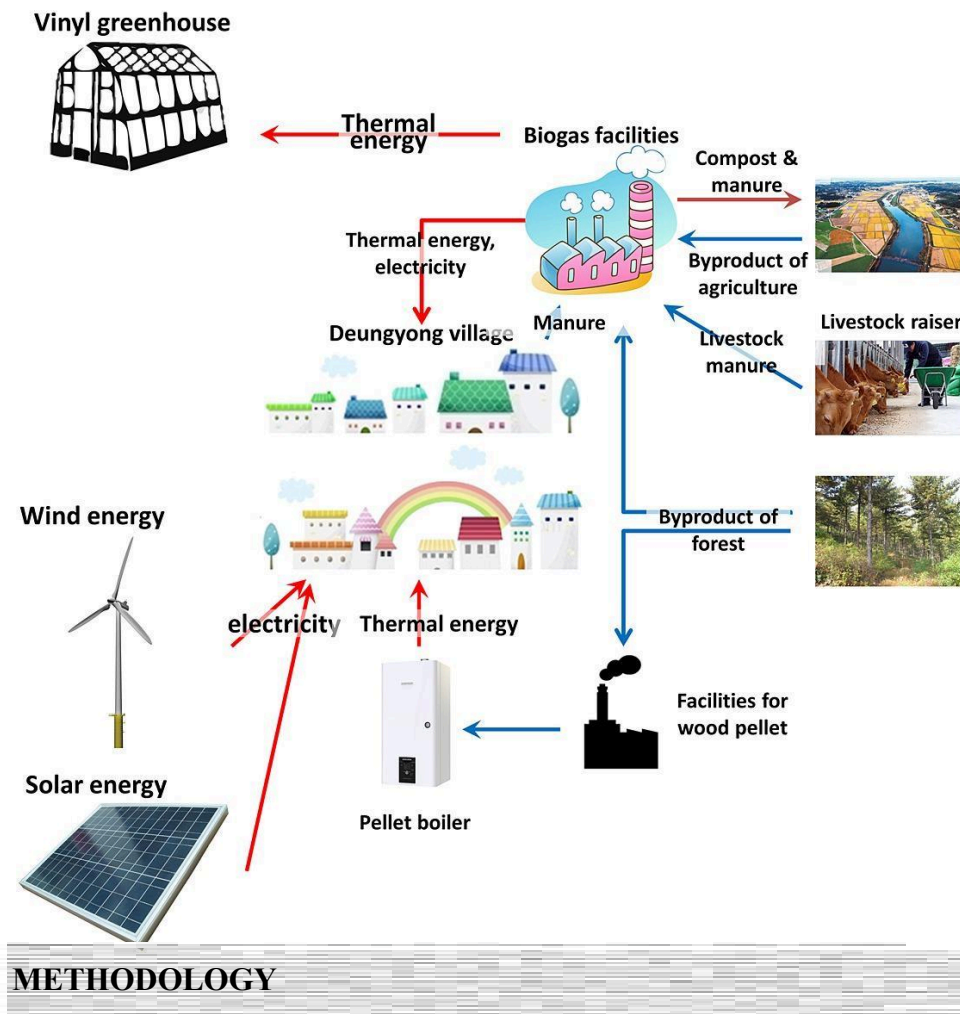 Vinyl greenhouse
Thermal
energy
Biogas facilities
Compost &
manure
Thermal energy,
electricity
Byproduct of
agriculture
Deungyong village
Manure
Livestock
manure
Livestock raiser
Wind energy
Byproduct of
forest
electricity
Thermal energy
Facilities for
wood pellet
Solar energy
Pellet boiler
METHODOLOGY